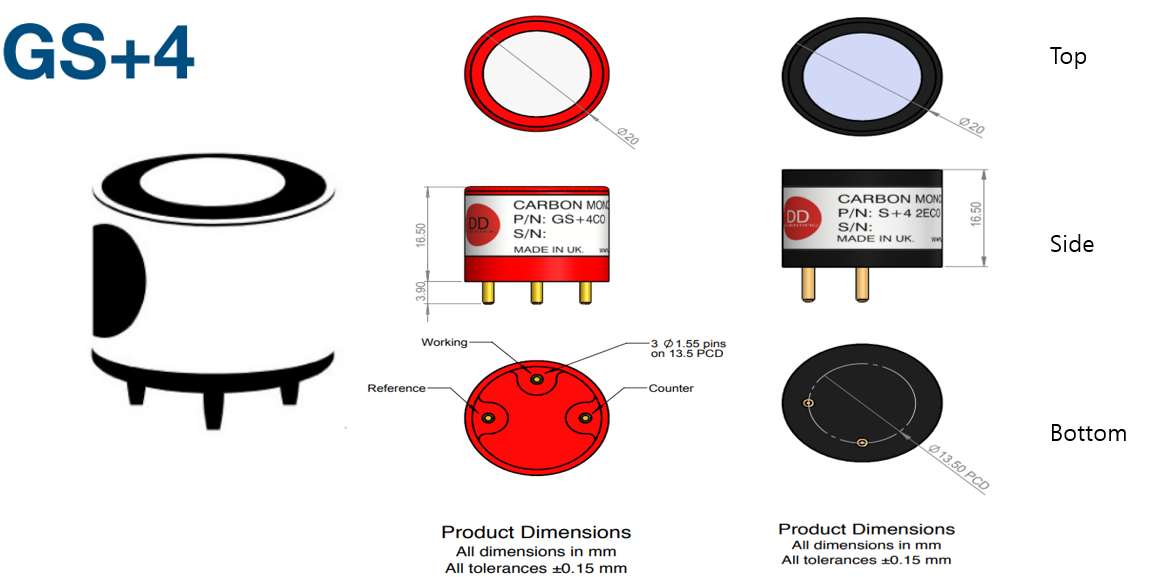 GS+4
Ø20
Ø20
Top
CARBON MONO
P/N: GS+4CO
S/N:
MADE IN UK.
DD
16.50
3.90
CARBON MONO
P/N: S+4 2ECO
S/N:
MADE IN UK.
DD
16.50
Side
Working
3 Ø1.55 pins
on 13.5 PCD
Reference
Counter
Ø13.50 PCD
Bottom
Product Dimensions
All dimensions in mm
All tolerances ±0.15 mm
Product Dimensions
All dimensions in mm
All tolerances ±0.15 mm